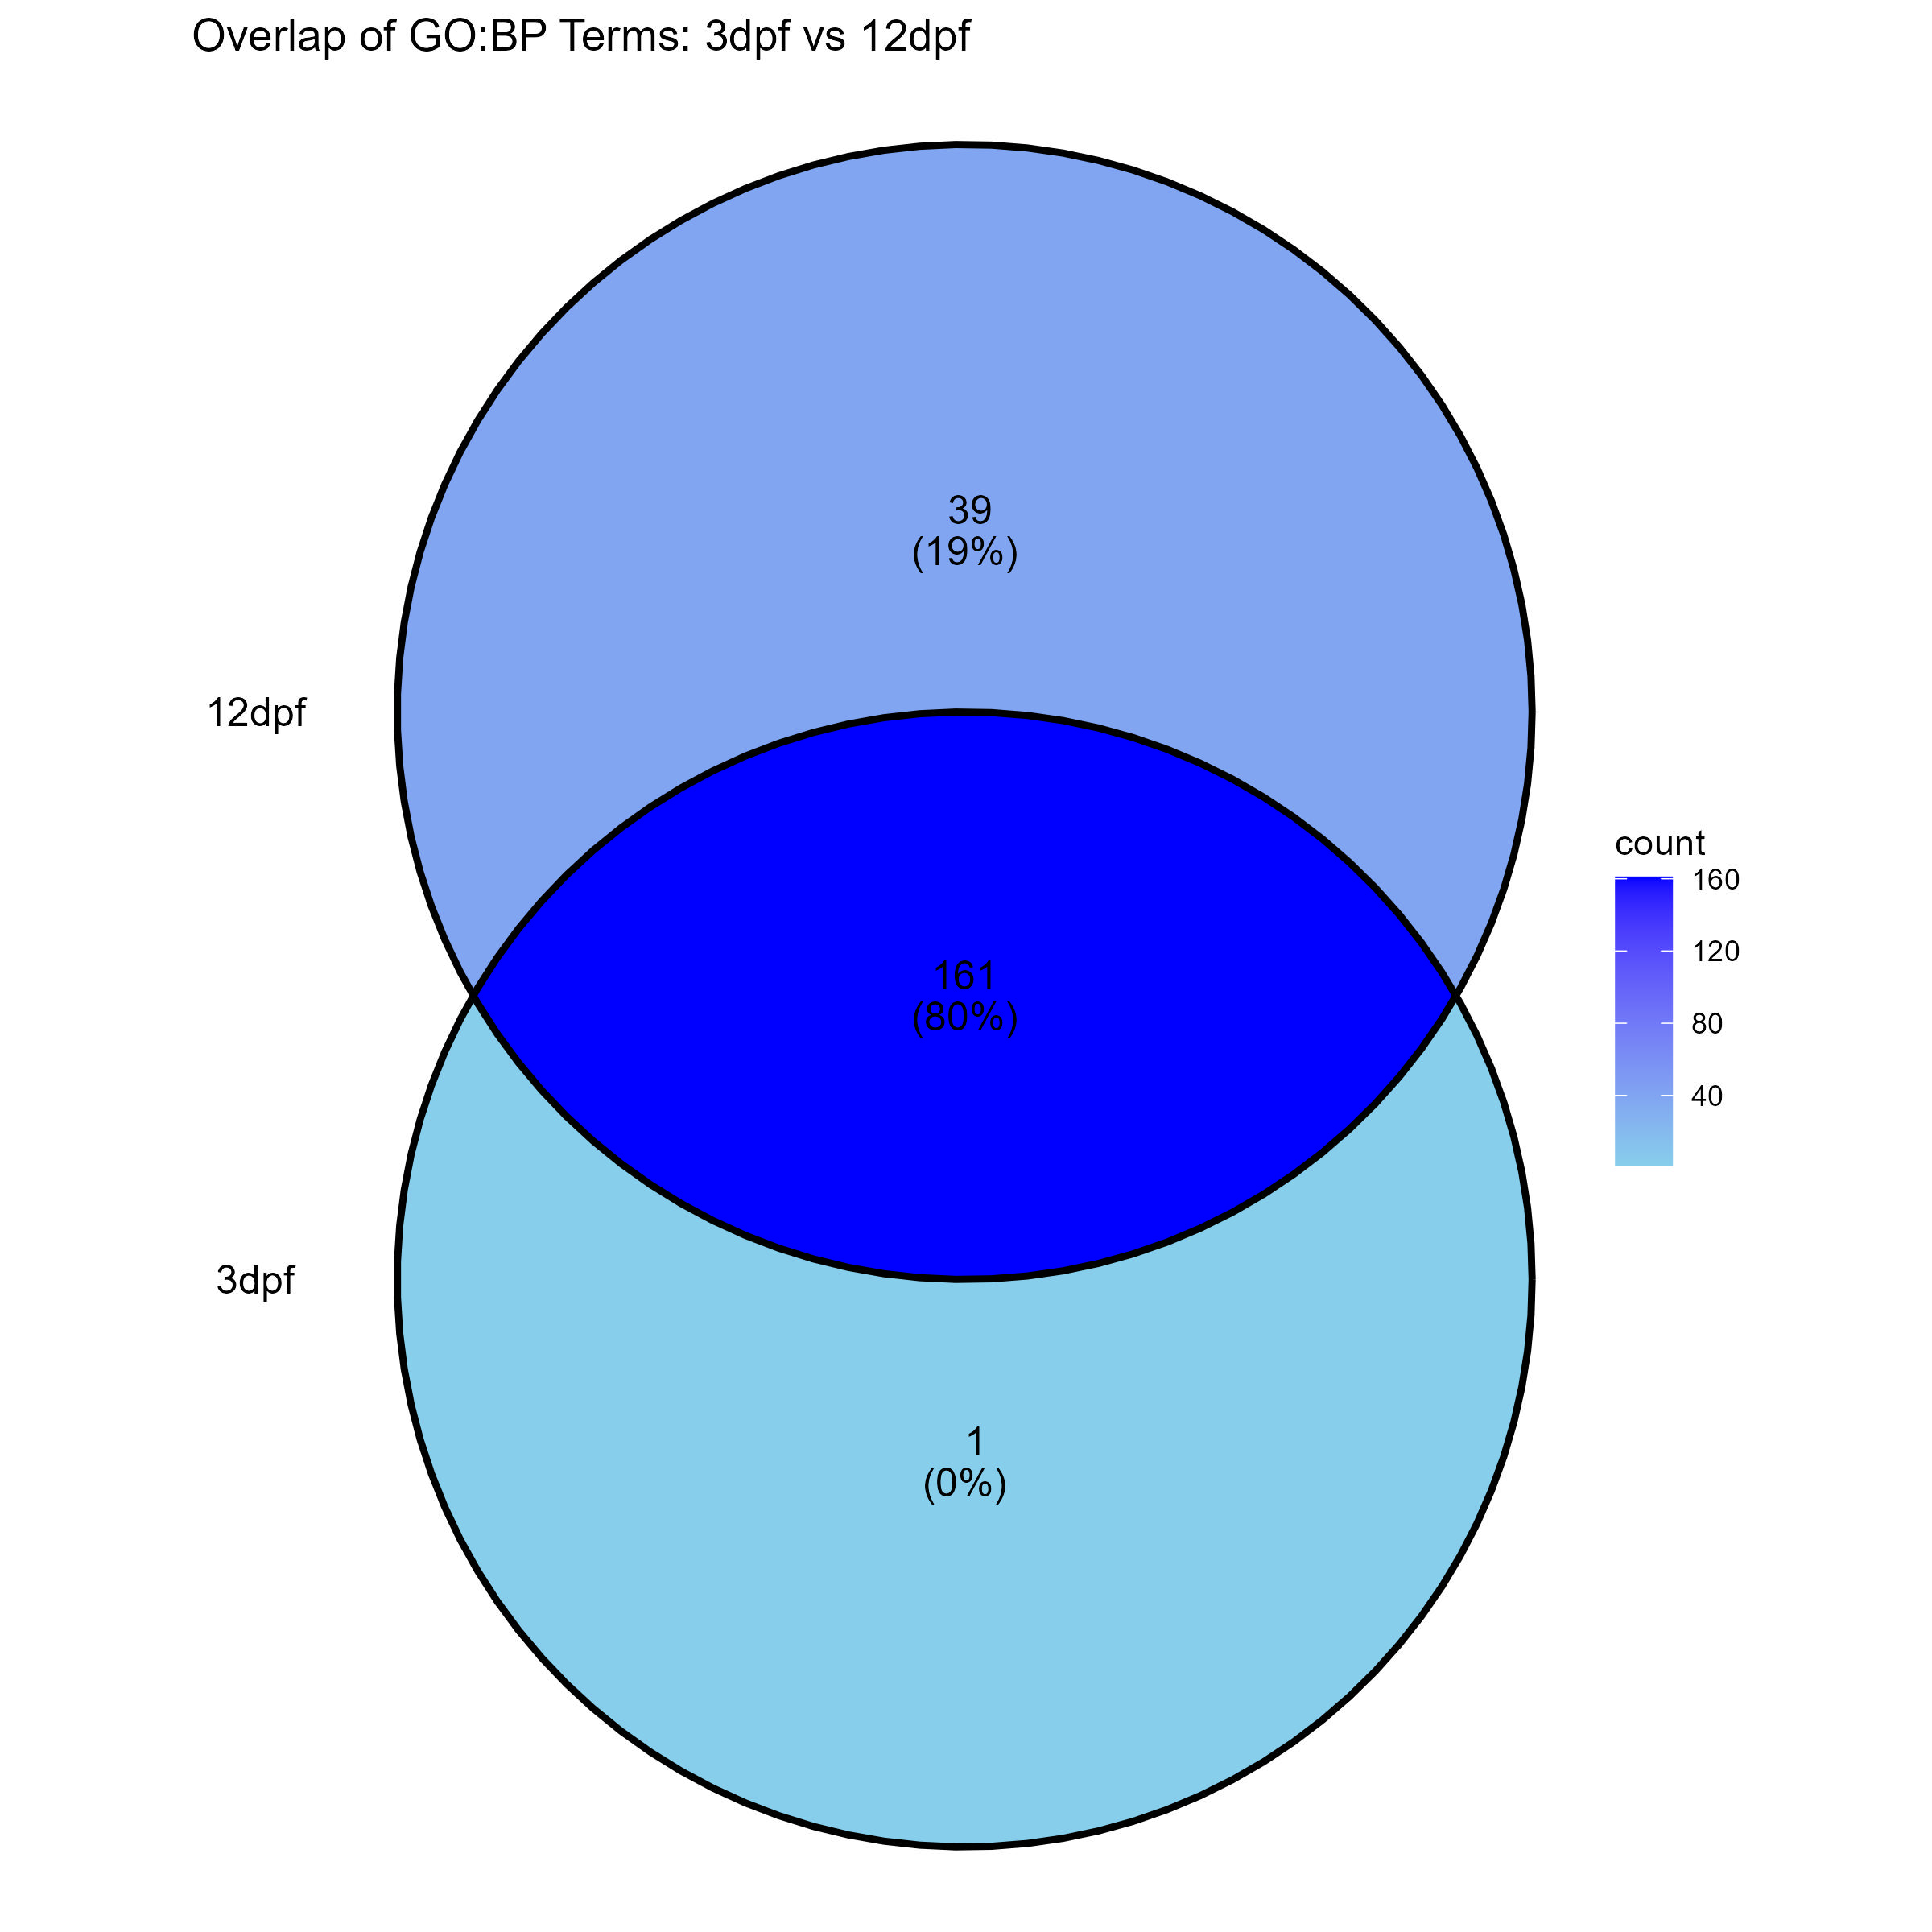 Overlap of GO:BP Terms: 3dpf vs 12dpf
39
(19%)
12dpf
161
(80%)
3dpf
1
(0%)
count
160
120
80
40